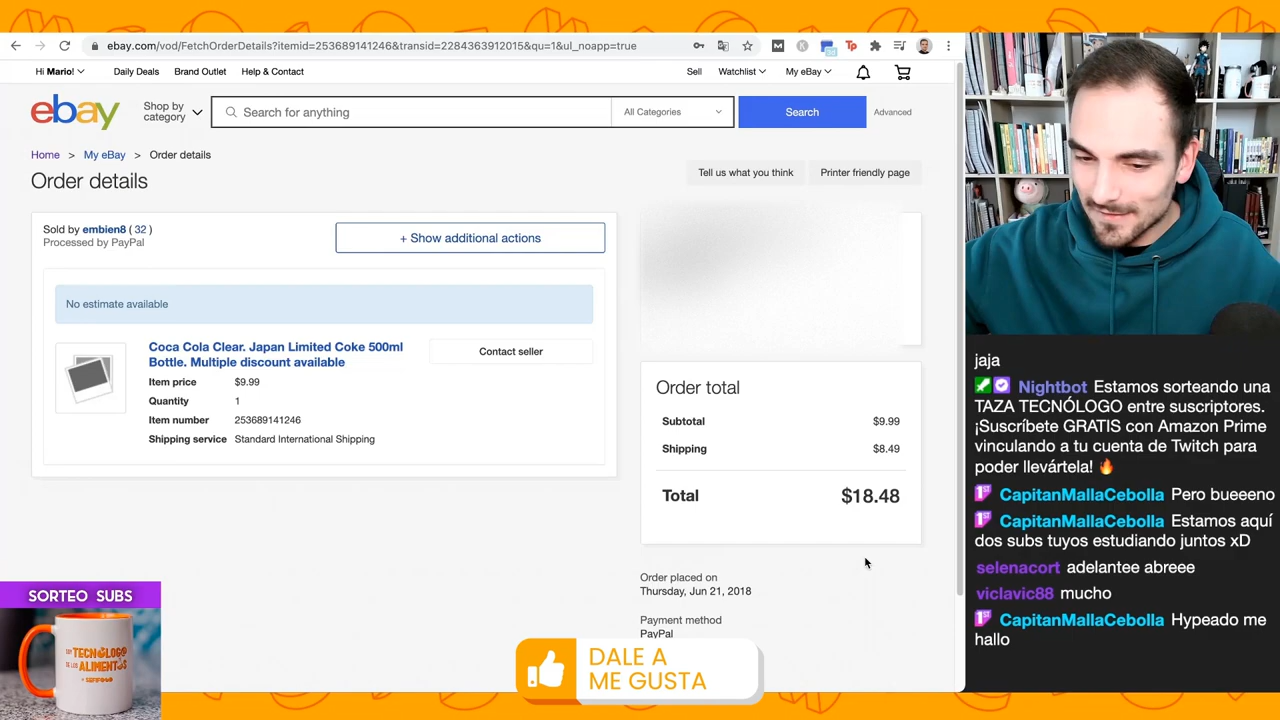 ebay.com/vod/FetchOrderDetails?itemid=253689141246&transid=2284363912015&qu=1&ul_noapp=true
Hi Mario!
Daily Deals
Brand Outlet
Help & Contact
Sell
Watchlist
My eBay
ebay
Shop by
category
Search for anything
All Categories
Search
Advanced
Home > My eBay > Order details
Order details
Tell us what you think
Printer friendly page
Sold by embien8 ( 32 )
Processed by PayPal
+ Show additional actions
No estimate available
Coca Cola Clear. Japan Limited Coke 500ml
Bottle. Multiple discount available
Contact seller
Item price $9.99
Quantity 1
Item number 253689141246
Shipping service Standard International Shipping
Order total
Subtotal $9.99
Shipping $8.49
Total $18.48
Order placed on
Thursday, Jun 21, 2018
Payment method
PayPal
jaja
Nightbot Estamos sorteando una
TAZA TECNÓLOGO entre suscriptores.
¡Suscríbete GRATIS con Amazon Prime
vinculando a tu cuenta de Twitch para
poder llevártela! 🔥
CapitanMallaCebolla Pero bueeeno
CapitanMallaCebolla Estamos aquí
dos subs tuyos estudiando juntos xD
selenacort adelantee abreee
viclavic88 mucho
CapitanMallaCebolla Hypeado me
hallo
SORTEO SUBS
TECNÓLOGO
DE LOS ALIMENTOS
DALE A
ME GUSTA